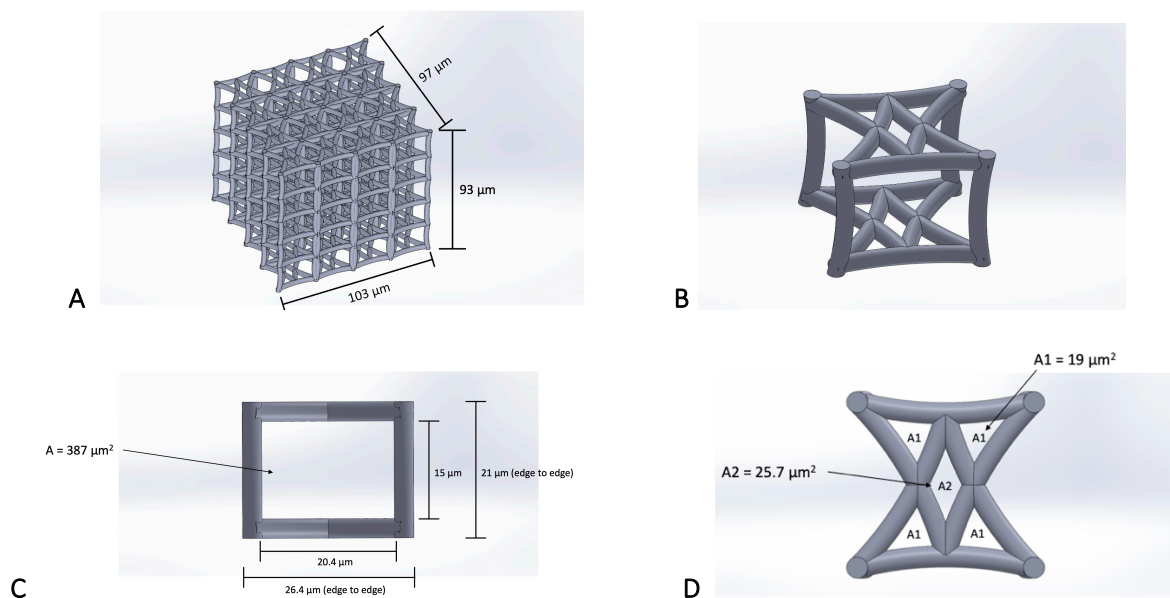 97 µm
93 µm
103 µm
A
B
A1 = 19 µm²
A = 387 µm²
15 µm
21 µm (edge to edge)
20.4 µm
26.4 µm (edge to edge)
C
A1
A1
A2 = 25.7 µm²
A2
A1
A1
D